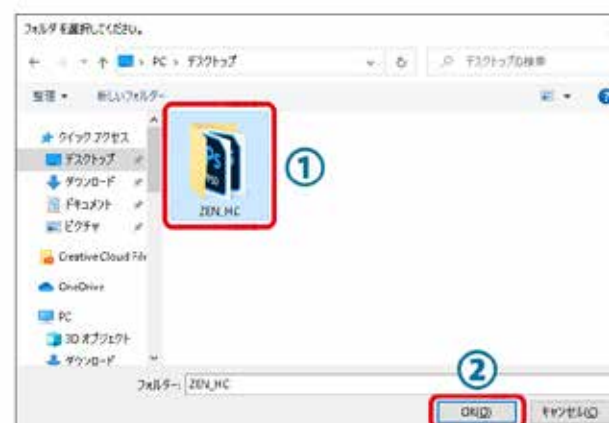 フォルダを選択してください。
PC › デスクトップ
デスクトップの検索
整理 新しいフォルダー
クイック アクセス
デスクトップ
ダウンロード
ドキュメント
ピクチャ
Creative Cloud File
OneDrive
PC
3D オブジェクト
ダウンロード
Ps
PSD
ZEN_HC
①
フォルダー: ZEN_HC
②
OK(O) キャンセル(C)